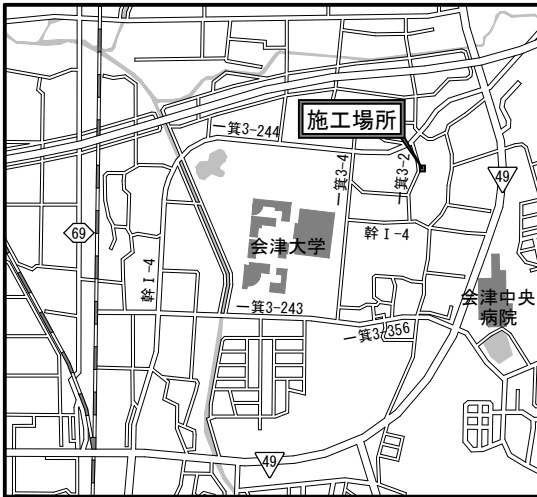 一箕3-244
施工場所
一箕3-4
一箕3-2
49
69
会津大学
幹Ⅰ-4
幹Ⅰ-4
会津中央
病院
一箕3-243
一箕3-356
49